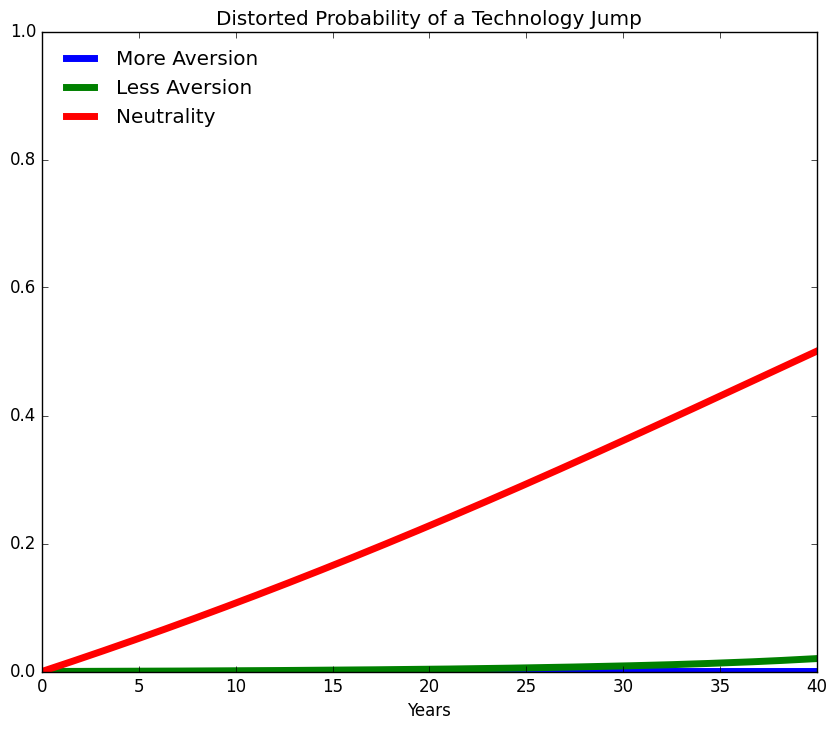 Distorted Probability of a Technology Jump
1.0
More Aversion
Less Aversion
Neutrality
0.8
0.6
0.4
0.2
0.0
0 5 10 15 20 25 30 35 40
Years